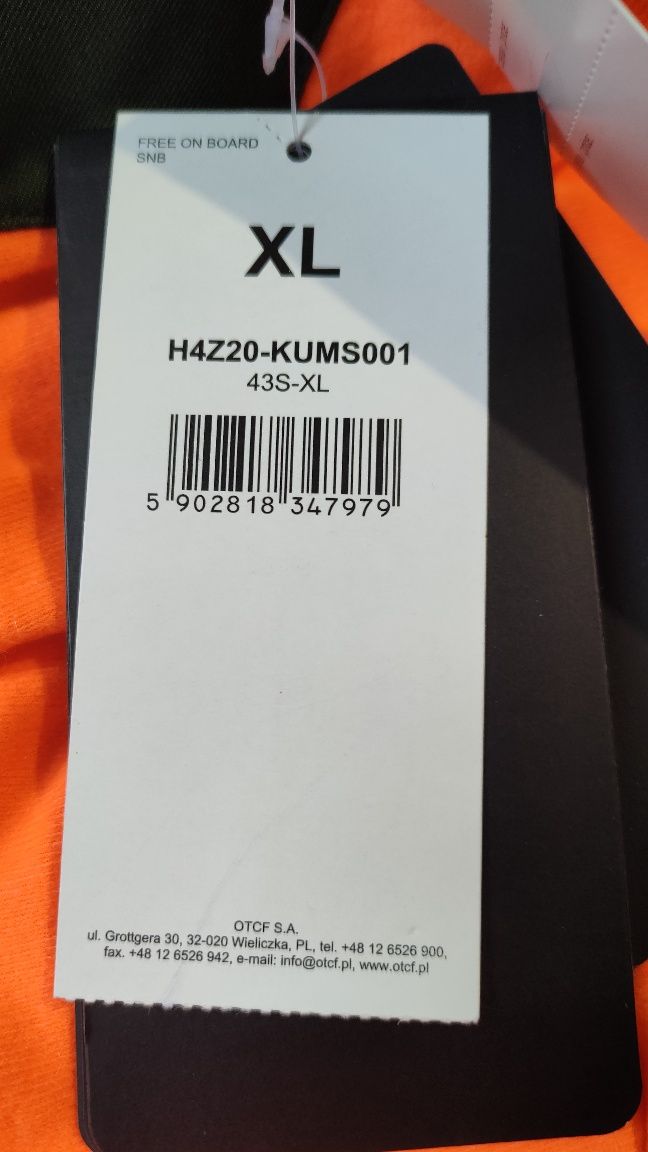 FREE ON BOARD
SNB
XL
H4Z20-KUMS001
43S-XL
5 902818 347979
OTCF S.A.
ul. Grottgera 30, 32-020 Wieliczka, PL, tel. +48 12 6526 900,
fax. +48 12 6526 942, e-mail: info@otcf.pl, www.otcf.pl